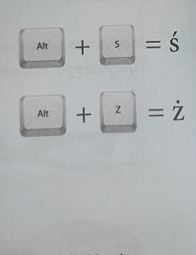 Alt + S = ś
Alt + Z = ż